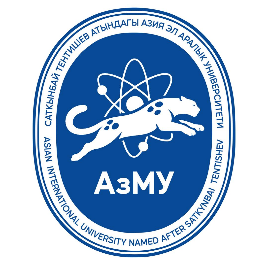 САТКЫНБАЙ ТЕНТИШЕВ АТЫНДАГЫ АЗИЯ ЭЛ АРАЛЫК УНИВЕРСИТЕТИ
АзМУ
ASIAN INTERNATIONAL UNIVERSITY NAMED AFTER SATKYNBAI TENTISHEV